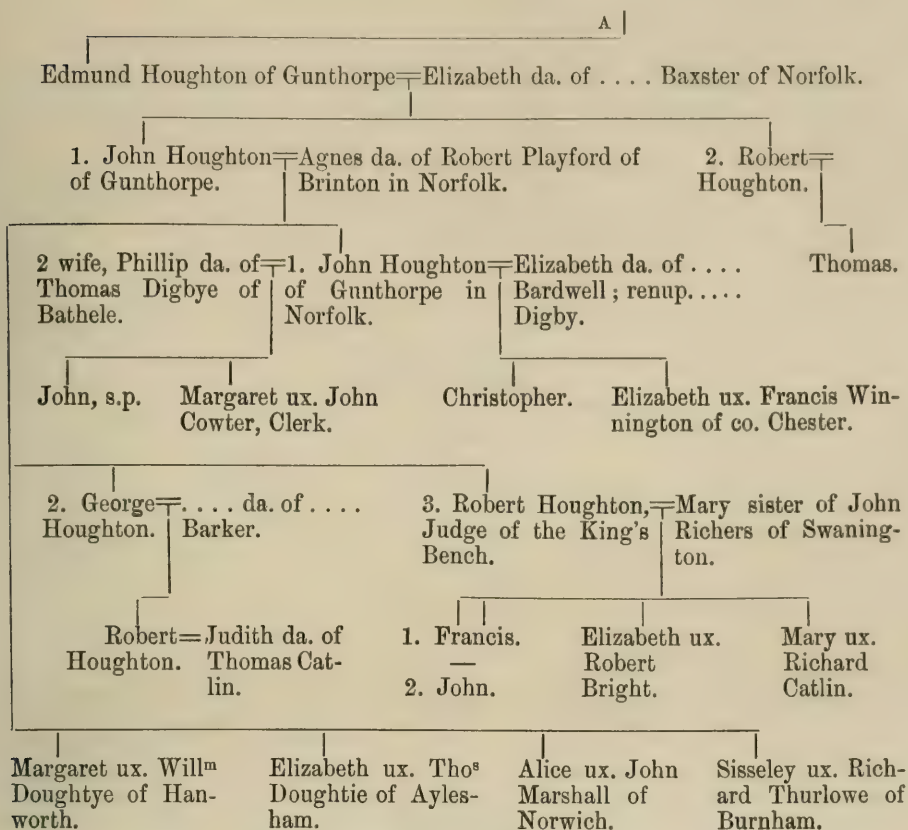 A
Edmund Houghton of Gunthorpe=Elizabeth da. of . . . . Baxster of Norfolk.
1. John Houghton=Agnes da. of Robert Playford of 2. Robert=
of Gunthorpe. Brinton in Norfolk. Houghton.
2 wife, Phillip da. of=1. John Houghton=Elizabeth da. of . . . . Thomas.
Thomas Digbye of of Gunthorpe in Bardwell ; renup. . . . .
Bathele. Norfolk. Digby.
John, s.p. Margaret ux. John Christopher. Elizabeth ux. Francis Win-
Cowter, Clerk. nington of co. Chester.
2. George=. . . . da. of . . . . 3. Robert Houghton,=Mary sister of John
Houghton. Barker. Judge of the King's Richers of Swaning-
Bench. ton.
Robert=Judith da. of 1. Francis. Elizabeth ux. Mary ux.
Houghton. Thomas Cat- — Robert Richard
lin. 2. John. Bright. Catlin.
Margaret ux. Willᵐ Elizabeth ux. Thoˢ Alice ux. John Sisseley ux. Rich-
Doughtye of Han- Doughtie of Ayles- Marshall of ard Thurlowe of
worth. ham. Norwich. Burnham.